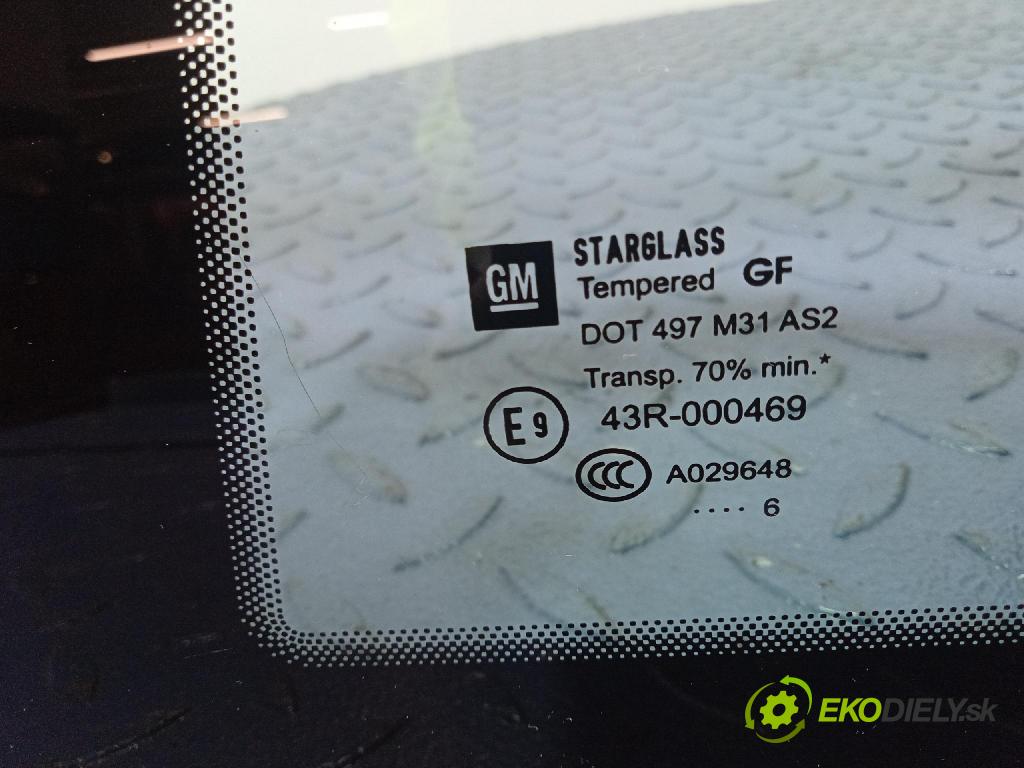 GM
STARGLASS
Tempered GF
DOT 497 M31 AS2
Transp. 70% min.*
E9 43R-000469
CCC A029648
.... 6
EKODIELY.sk